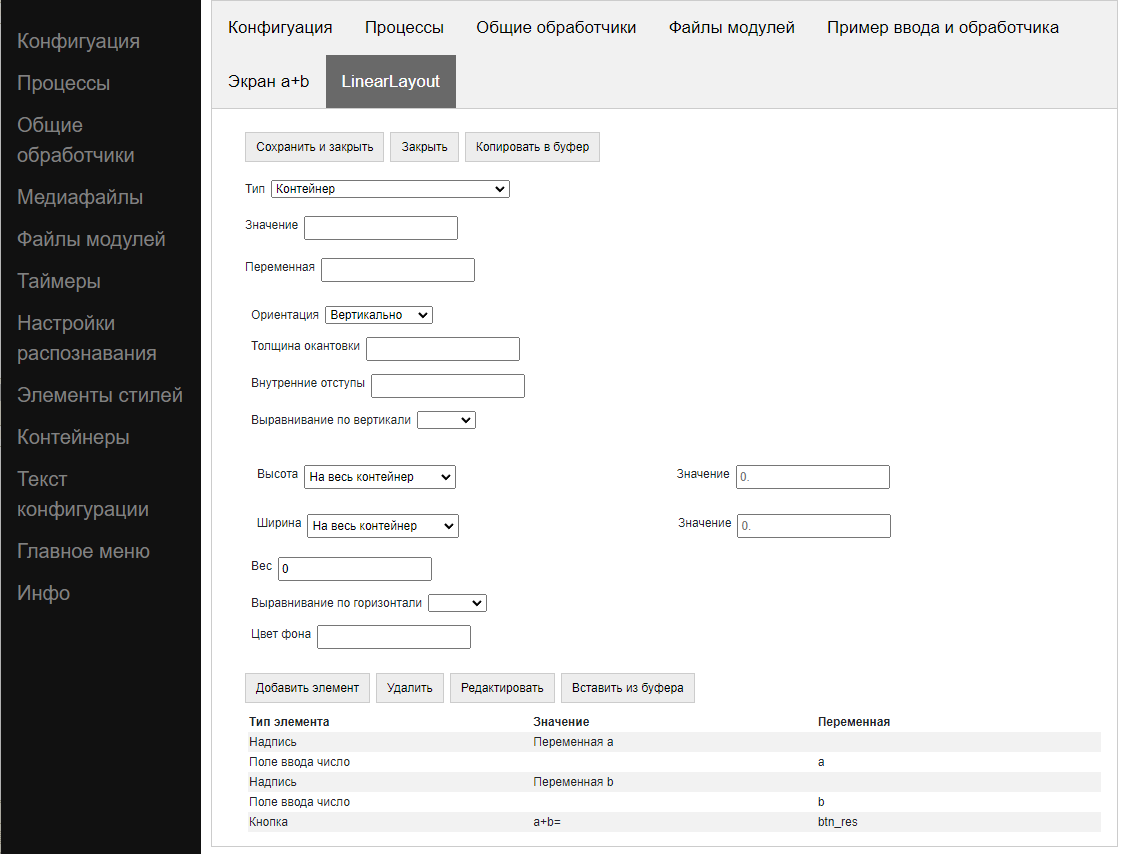 Конфигуация
Процессы
Общие
обработчики
Медиафайлы
Файлы модулей
Таймеры
Настройки
распознавания
Элементы стилей
Контейнеры
Текст
конфигурации
Главное меню
Инфо
Конфигуация Процессы Общие обработчики Файлы модулей Пример ввода и обработчика
Экран a+b LinearLayout
Сохранить и закрыть Закрыть Копировать в буфер
Тип Контейнер
Значение
Переменная
Ориентация Вертикально
Толщина окантовки
Внутренние отступы
Выравнивание по вертикали
Высота На весь контейнер Значение 0.
Ширина На весь контейнер Значение 0.
Вес 0
Выравнивание по горизонтали
Цвет фона
Добавить элемент Удалить Редактировать Вставить из буфера
Тип элемента Значение Переменная
Надпись Переменная a
Поле ввода число a
Надпись Переменная b
Поле ввода число b
Кнопка a+b= btn_res